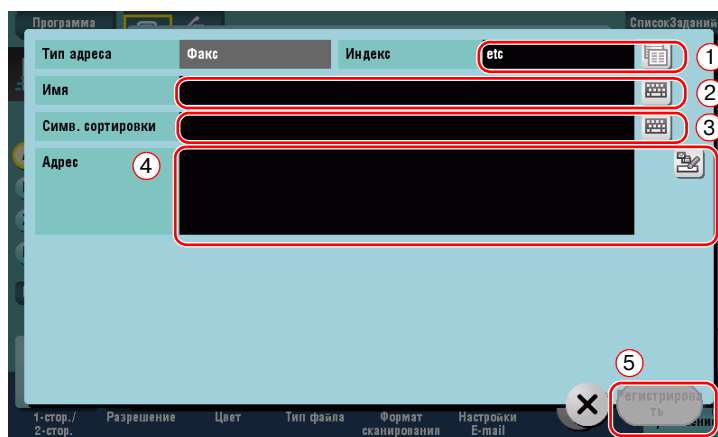 Программа
СписокЗаданий
Тип адреса
Факс
Индекс
etc
1
Имя
2
Симв. сортировки
3
Адрес
4
5
Регистрирова
ть
1-стор./
2-стор.
Разрешение
Цвет
Тип файла
Формат
сканирования
Настройки
E-mail